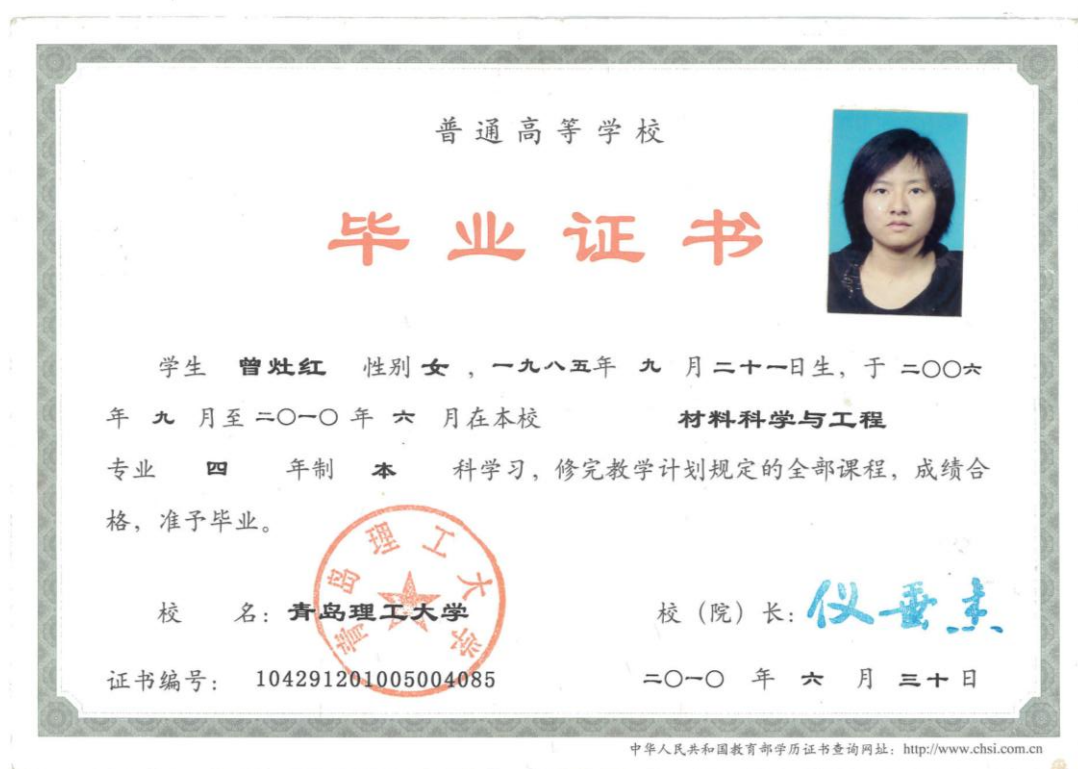 普通高等学校
毕业证书
学生 曾灶红 性别 女 ，一九八五年 九 月二十一日生，于 二〇〇六
年 九 月至 二〇一〇 年 六 月在本校 材料科学与工程
专业 四 年制 本 科学习，修完教学计划规定的全部课程，成绩合
格，准予毕业。
青岛理工大学
校 名：青岛理工大学 校（院）长：仪垂杰
证书编号： 104291201005004085 二〇一〇 年 六 月 三十日
中华人民共和国教育部学历证书查询网址：http://www.chsi.com.cn